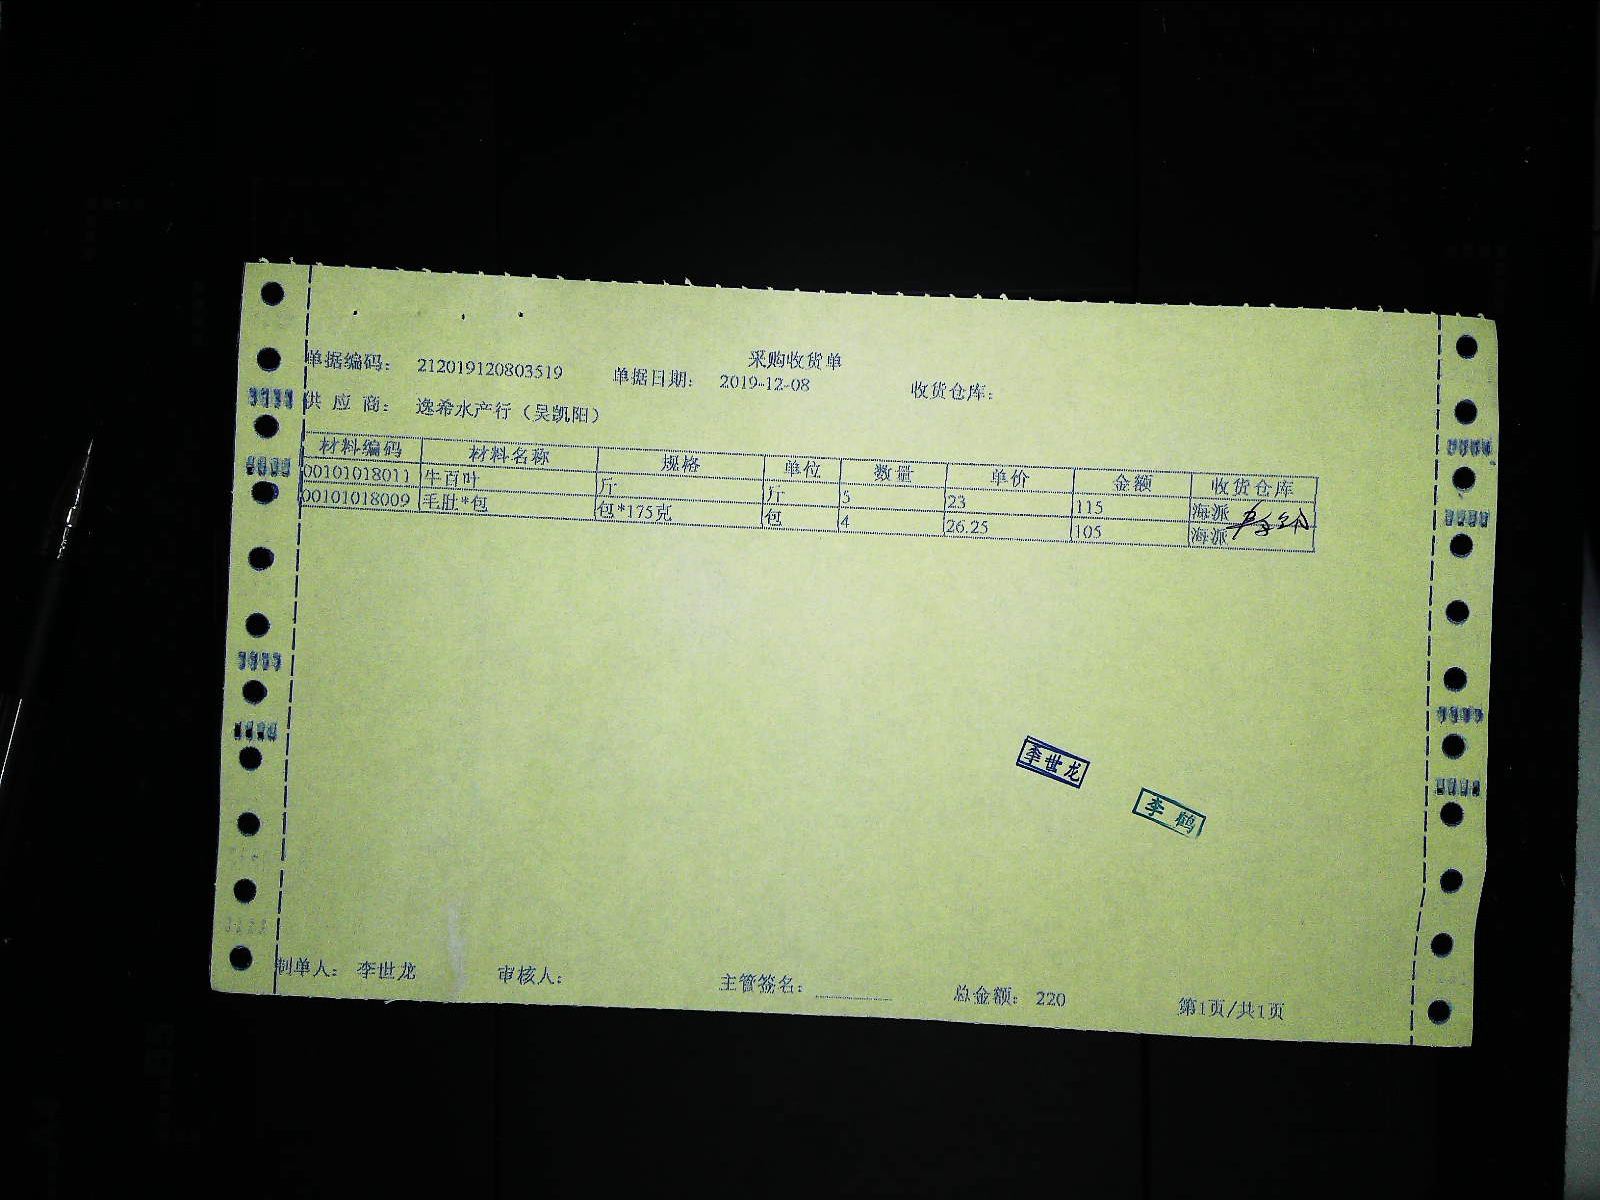 采购收货单
单据编码： 212019120803519 单据日期： 2019-12-08 收货仓库：
供应商： 逸希水产行（吴凯阳）
材料编码 材料名称 规格 单位 数量 单价 金额 收货仓库
00101018011 牛百叶 斤 斤 5 23 115 海派
00101018009 毛肚*包 包*175克 包 4 26.25 105 海派
李世龙
李鹤
制单人： 李世龙 审核人： 主管签名： 总金额： 220 第1页/共1页